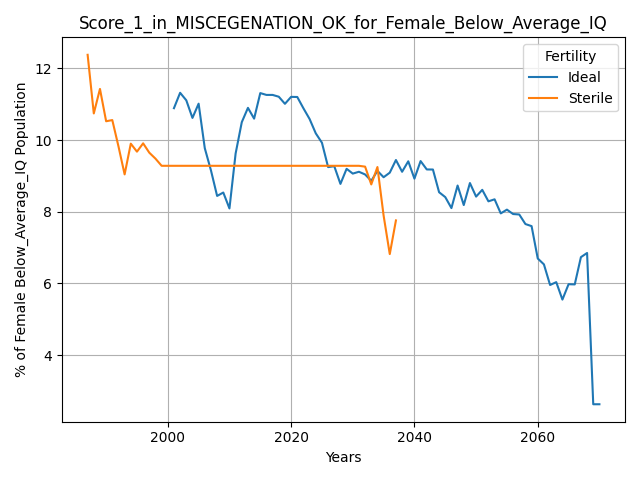 Score_1_in_MISCEGENATION_OK_for_Female_Below_Average_IQ
% of Female Below_Average_IQ Population
12
10
8
6
4
Fertility
Ideal
Sterile
2000 2020 2040 2060
Years